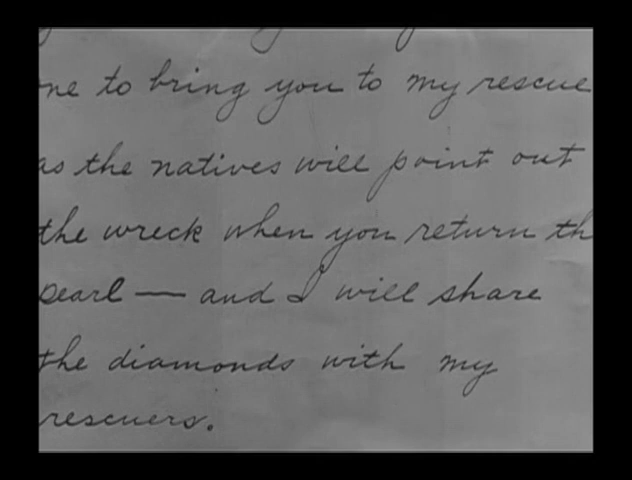 ne to bring you to my rescue
as the natives will point out
the wreck when you return th
pearl — and I will share
the diamonds with my
rescuers.